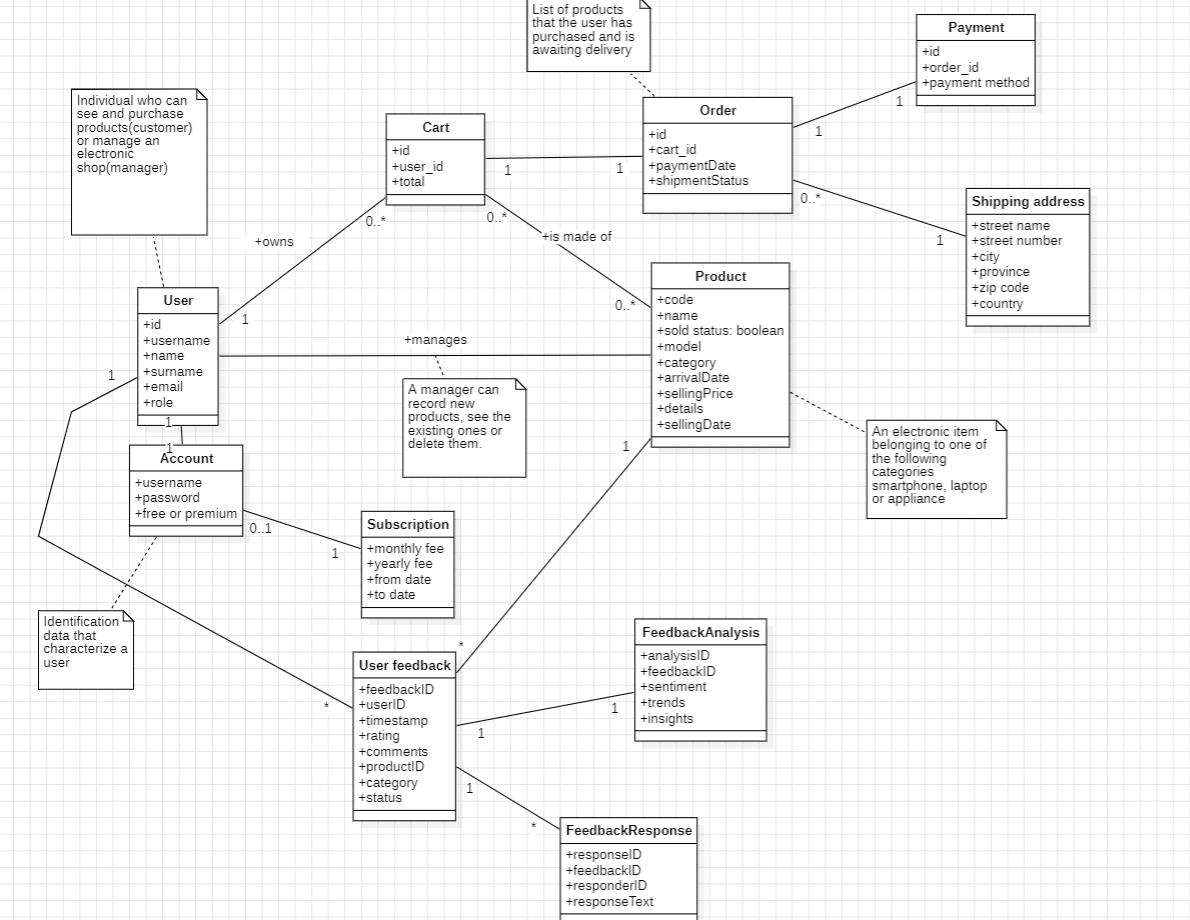 List of products
that the user has
purchased and is
awaiting delivery
Payment
+id
+order_id
+payment method
1
1
Individual who can
see and purchase
products(customer)
or manage an
electronic
shop(manager)
Cart
+id
+user_id
+total
1
1
Order
+id
+cart_id
+paymentDate
+shipmentStatus
0..*
1
Shipping address
+street name
+street number
+city
+province
+zip code
+country
0..*
0..*
+owns
+is made of
1
0..*
User
+id
+username
+name
+surname
+email
+role
Product
+code
+name
+sold status: boolean
+model
+category
+arrivalDate
+sellingPrice
+details
+sellingDate
+manages
A manager can
record new
products, see the
existing ones or
delete them.
An electronic item
belonging to one of
the following
categories
smartphone, laptop
or appliance
1
1
1
1
Account
+username
+password
+free or premium
0..1
1
Subscription
+monthly fee
+yearly fee
+from date
+to date
Identification
data that
characterize a
user
*
*
User feedback
+feedbackID
+userID
+timestamp
+rating
+comments
+productID
+category
+status
1
1
FeedbackAnalysis
+analysisID
+feedbackID
+sentiment
+trends
+insights
1
*
FeedbackResponse
+responseID
+feedbackID
+responderID
+responseText